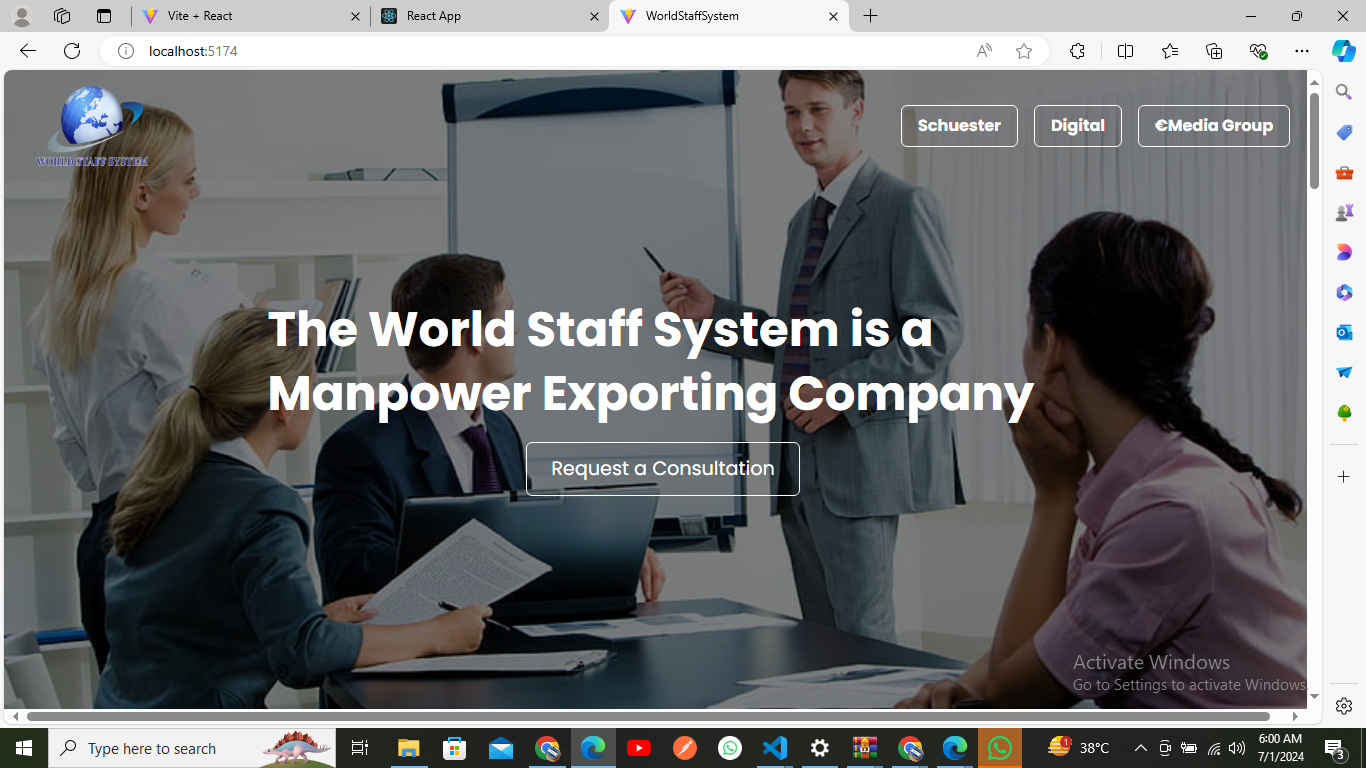 Vite + React
React App
WorldStaffSystem
localhost:5174
WORLD STAFF SYSTEM
Schuester
Digital
€Media Group
The World Staff System is a
Manpower Exporting Company
Request a Consultation
Activate Windows
Go to Settings to activate Windows
Type here to search
1
38°C
6:00 AM
7/1/2024
3